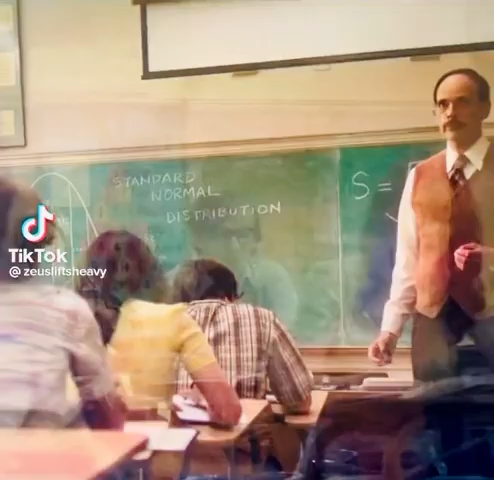 STANDARD
NORMAL
DISTRIBUTION
S =
TikTok
@zeusliftsheavy